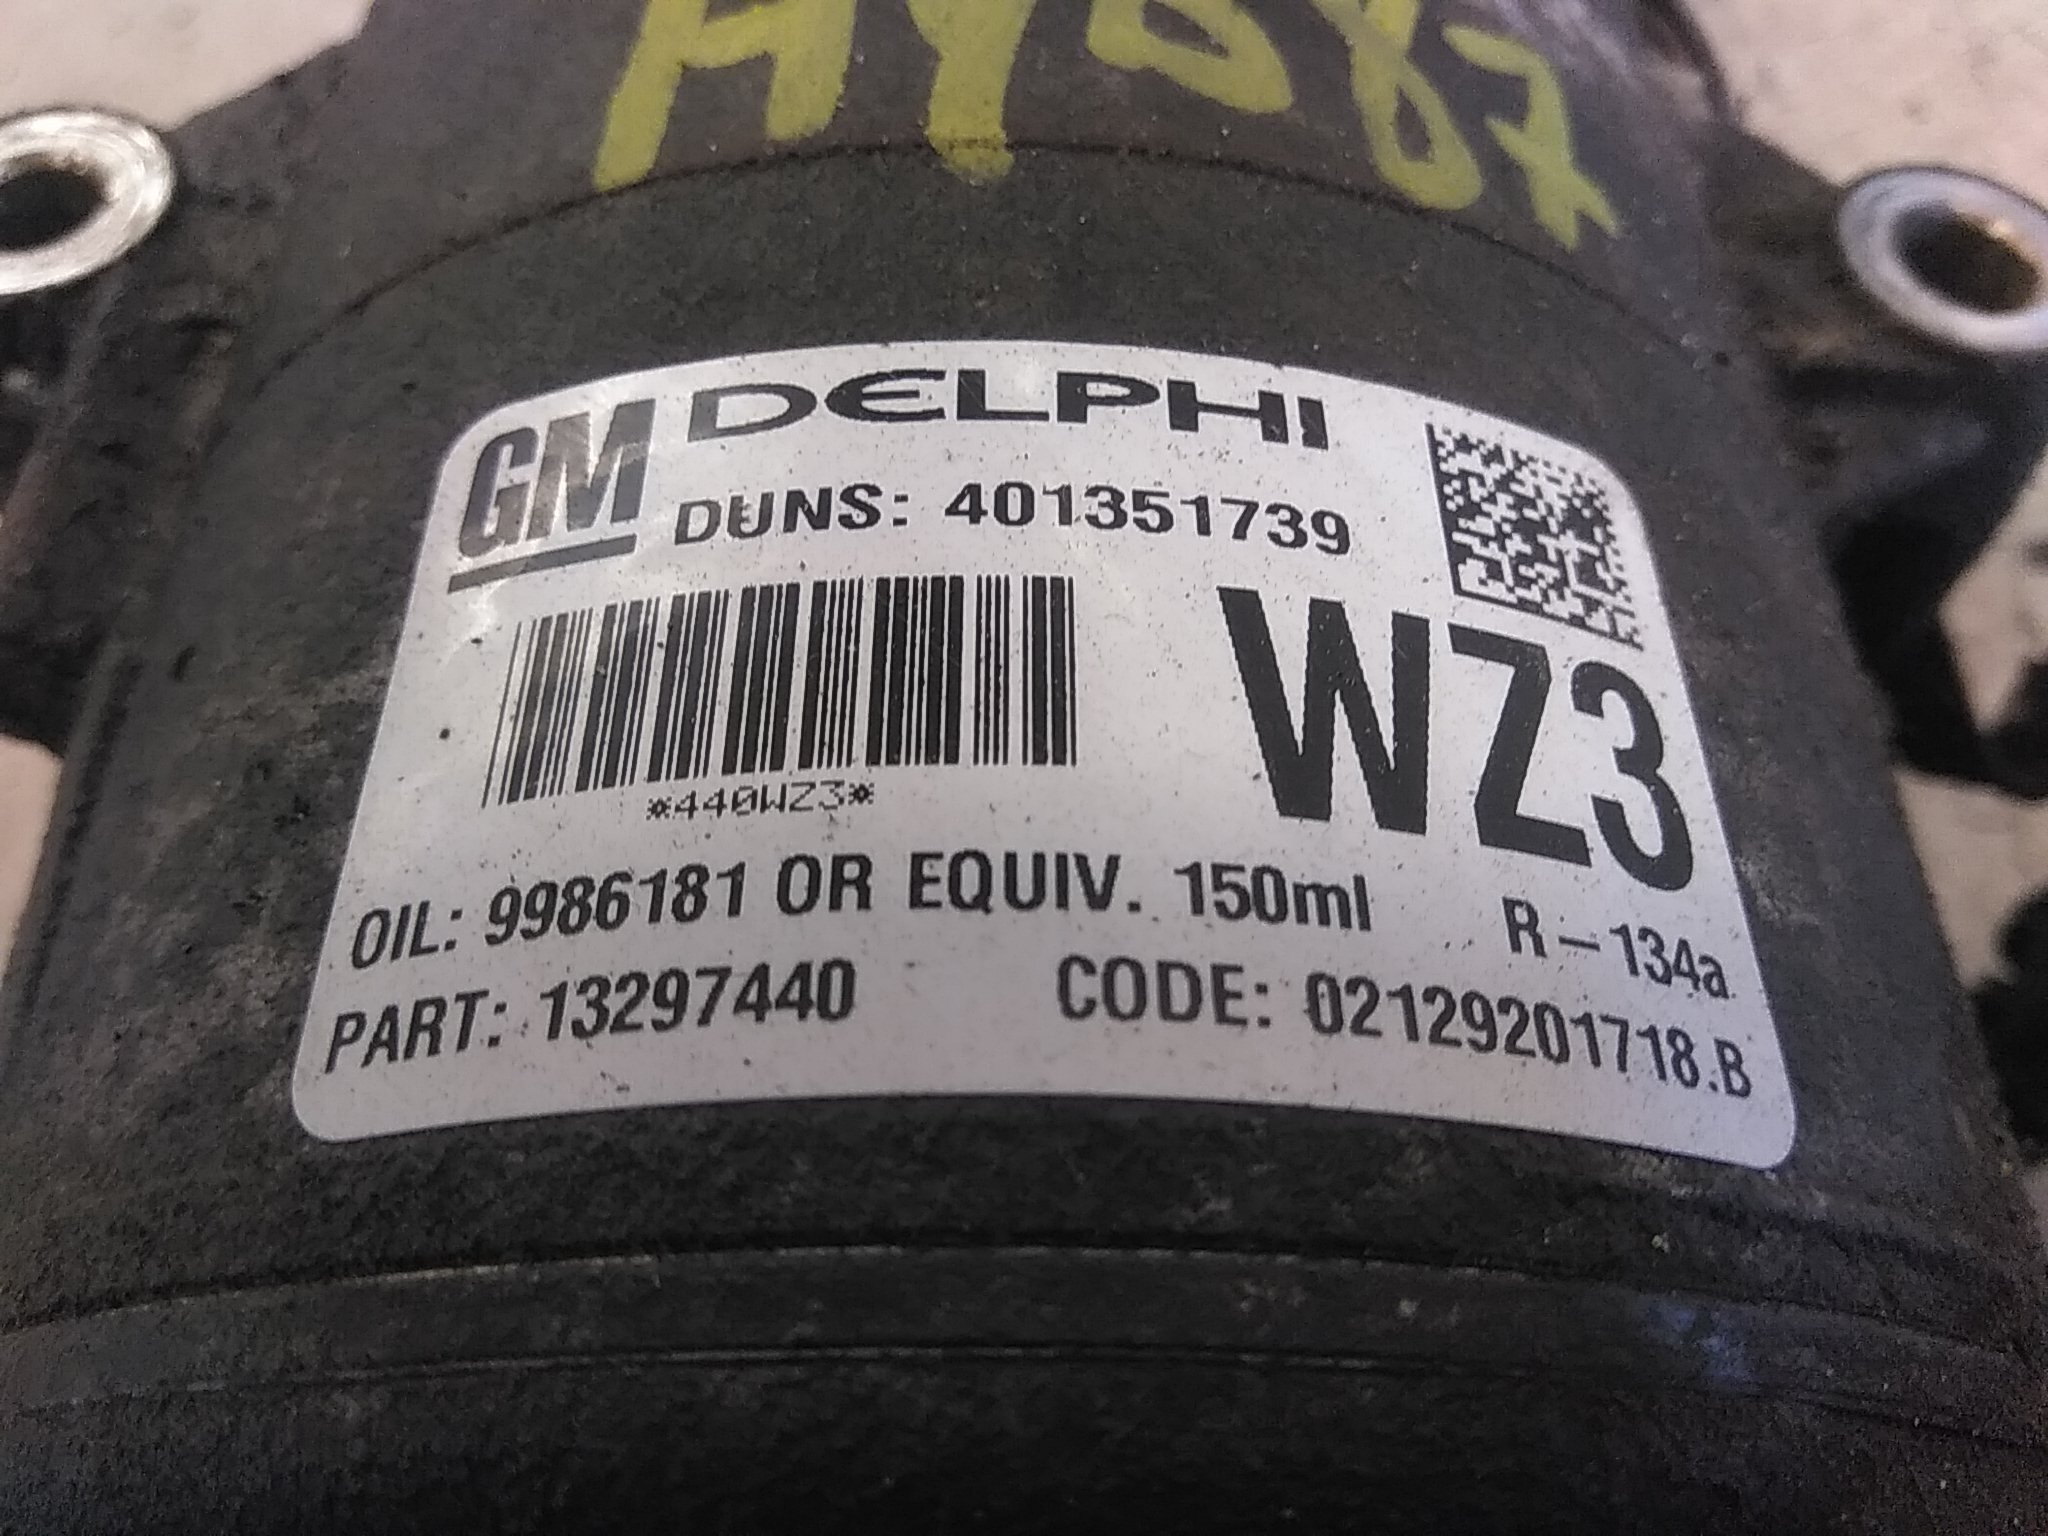 GM DELPHI
DUNS: 401351739
*440WZ3*
WZ3
OIL: 9986181 OR EQUIV. 150ml
R-134a
PART: 13297440 CODE: 02129201718.B